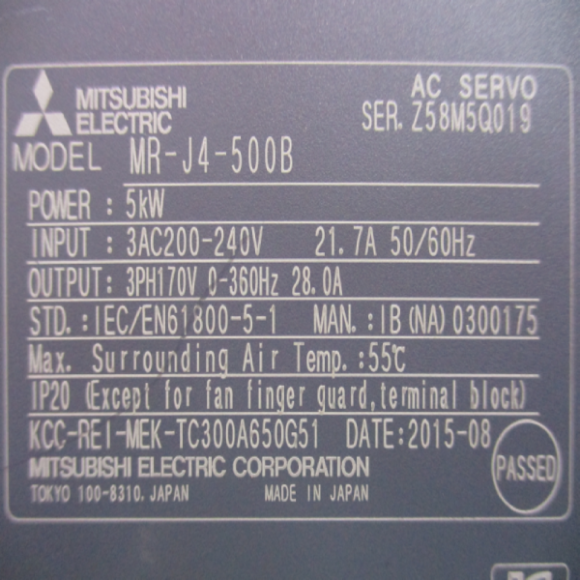 MITSUBISHI
ELECTRIC
AC SERVO
SER. Z58M5Q019
MODEL MR-J4-500B
POWER : 5kW
INPUT : 3AC200-240V 21.7A 50/60Hz
OUTPUT: 3PH170V 0-360Hz 28.0A
STD.: IEC/EN61800-5-1 MAN.: IB(NA)0300175
Max. Surrounding Air Temp.:55℃
IP20 (Except for fan finger guard,terminal block)
KCC-REI-MEK-TC300A650G51 DATE:2015-08
MITSUBISHI ELECTRIC CORPORATION
PASSED
TOKYO 100-8310, JAPAN MADE IN JAPAN